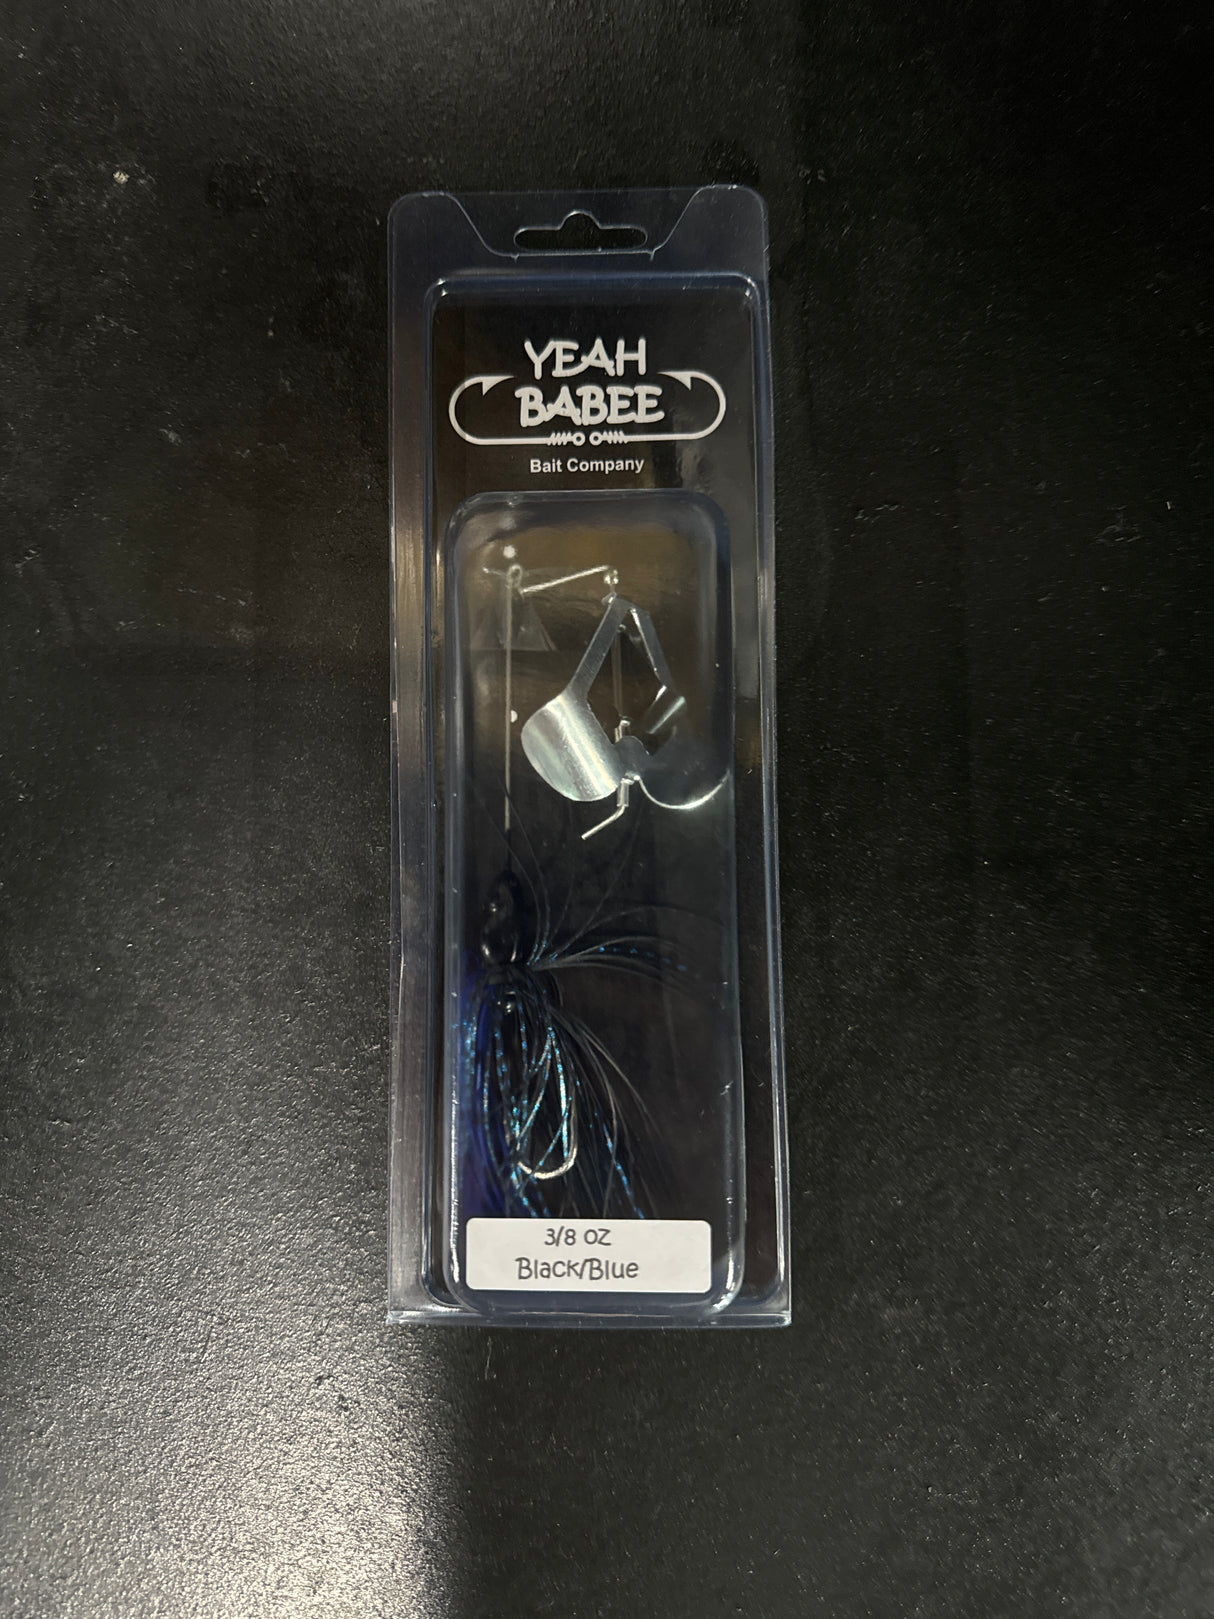 YEAH
BABEE
Bait Company
3/8 OZ
Black/Blue